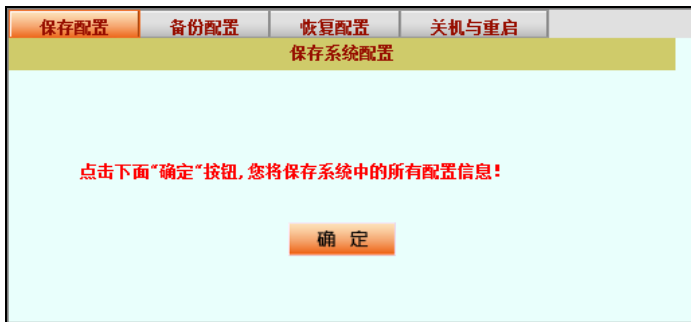 保存配置 备份配置 恢复配置 关机与重启
保存系统配置
点击下面“确定“按钮,您将保存系统中的所有配置信息!
确 定